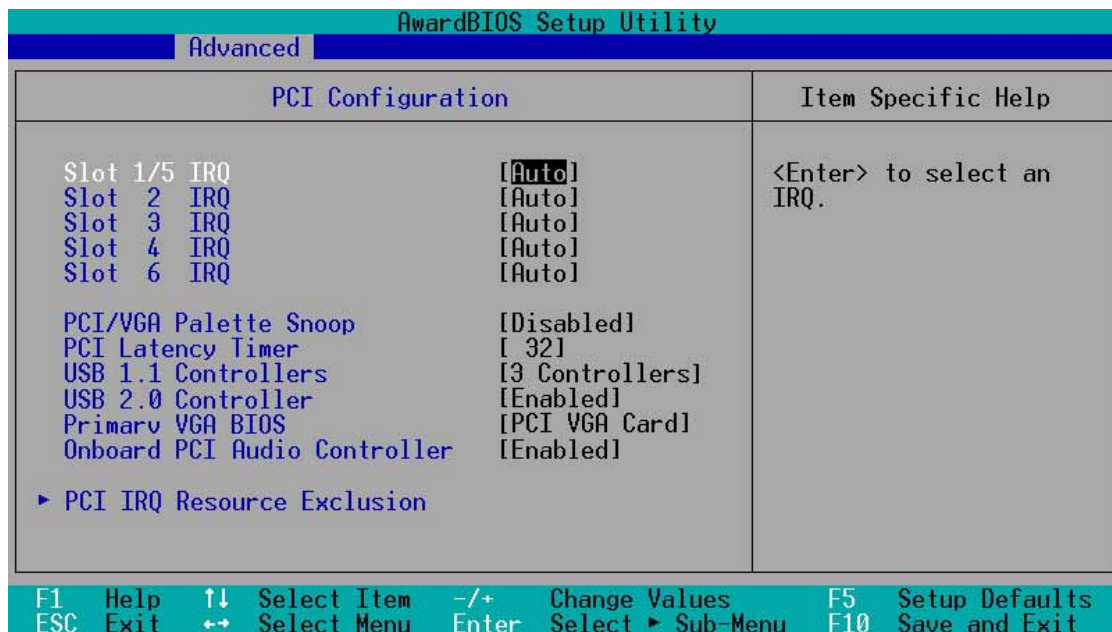 AwardBIOS Setup Utility
Advanced
PCI Configuration
Item Specific Help
Slot 1/5 IRQ [Auto]
Slot 2 IRQ [Auto]
Slot 3 IRQ [Auto]
Slot 4 IRQ [Auto]
Slot 6 IRQ [Auto]
<Enter> to select an
IRQ.
PCI/VGA Palette Snoop [Disabled]
PCI Latency Timer [ 32]
USB 1.1 Controllers [3 Controllers]
USB 2.0 Controller [Enabled]
Primary VGA BIOS [PCI VGA Card]
Onboard PCI Audio Controller [Enabled]
▸ PCI IRQ Resource Exclusion
F1 Help ↑↓ Select Item -/+ Change Values F5 Setup Defaults
ESC Exit ←→ Select Menu Enter Select ▸ Sub-Menu F10 Save and Exit